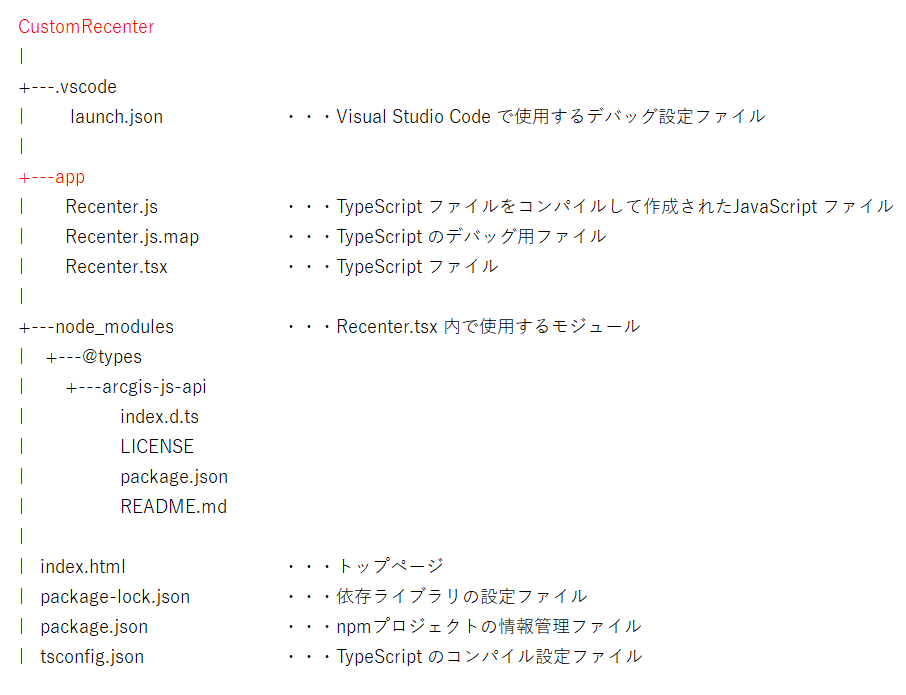 CustomRecenter
|
+---.vscode
|　　launch.json　　　　・・・Visual Studio Code で使用するデバッグ設定ファイル
|
+---app
|　　Recenter.js　　　　・・・TypeScript ファイルをコンパイルして作成されたJavaScript ファイル
|　　Recenter.js.map　　　　・・・TypeScript のデバッグ用ファイル
|　　Recenter.tsx　　　　・・・TypeScript ファイル
|
+---node_modules　　　　・・・Recenter.tsx 内で使用するモジュール
|　+---@types
|　　+---arcgis-js-api
|　　　　index.d.ts
|　　　　LICENSE
|　　　　package.json
|　　　　README.md
|
|　index.html　　　　・・・トップページ
|　package-lock.json　　　　・・・依存ライブラリの設定ファイル
|　package.json　　　　・・・npmプロジェクトの情報管理ファイル
|　tsconfig.json　　　　・・・TypeScript のコンパイル設定ファイル